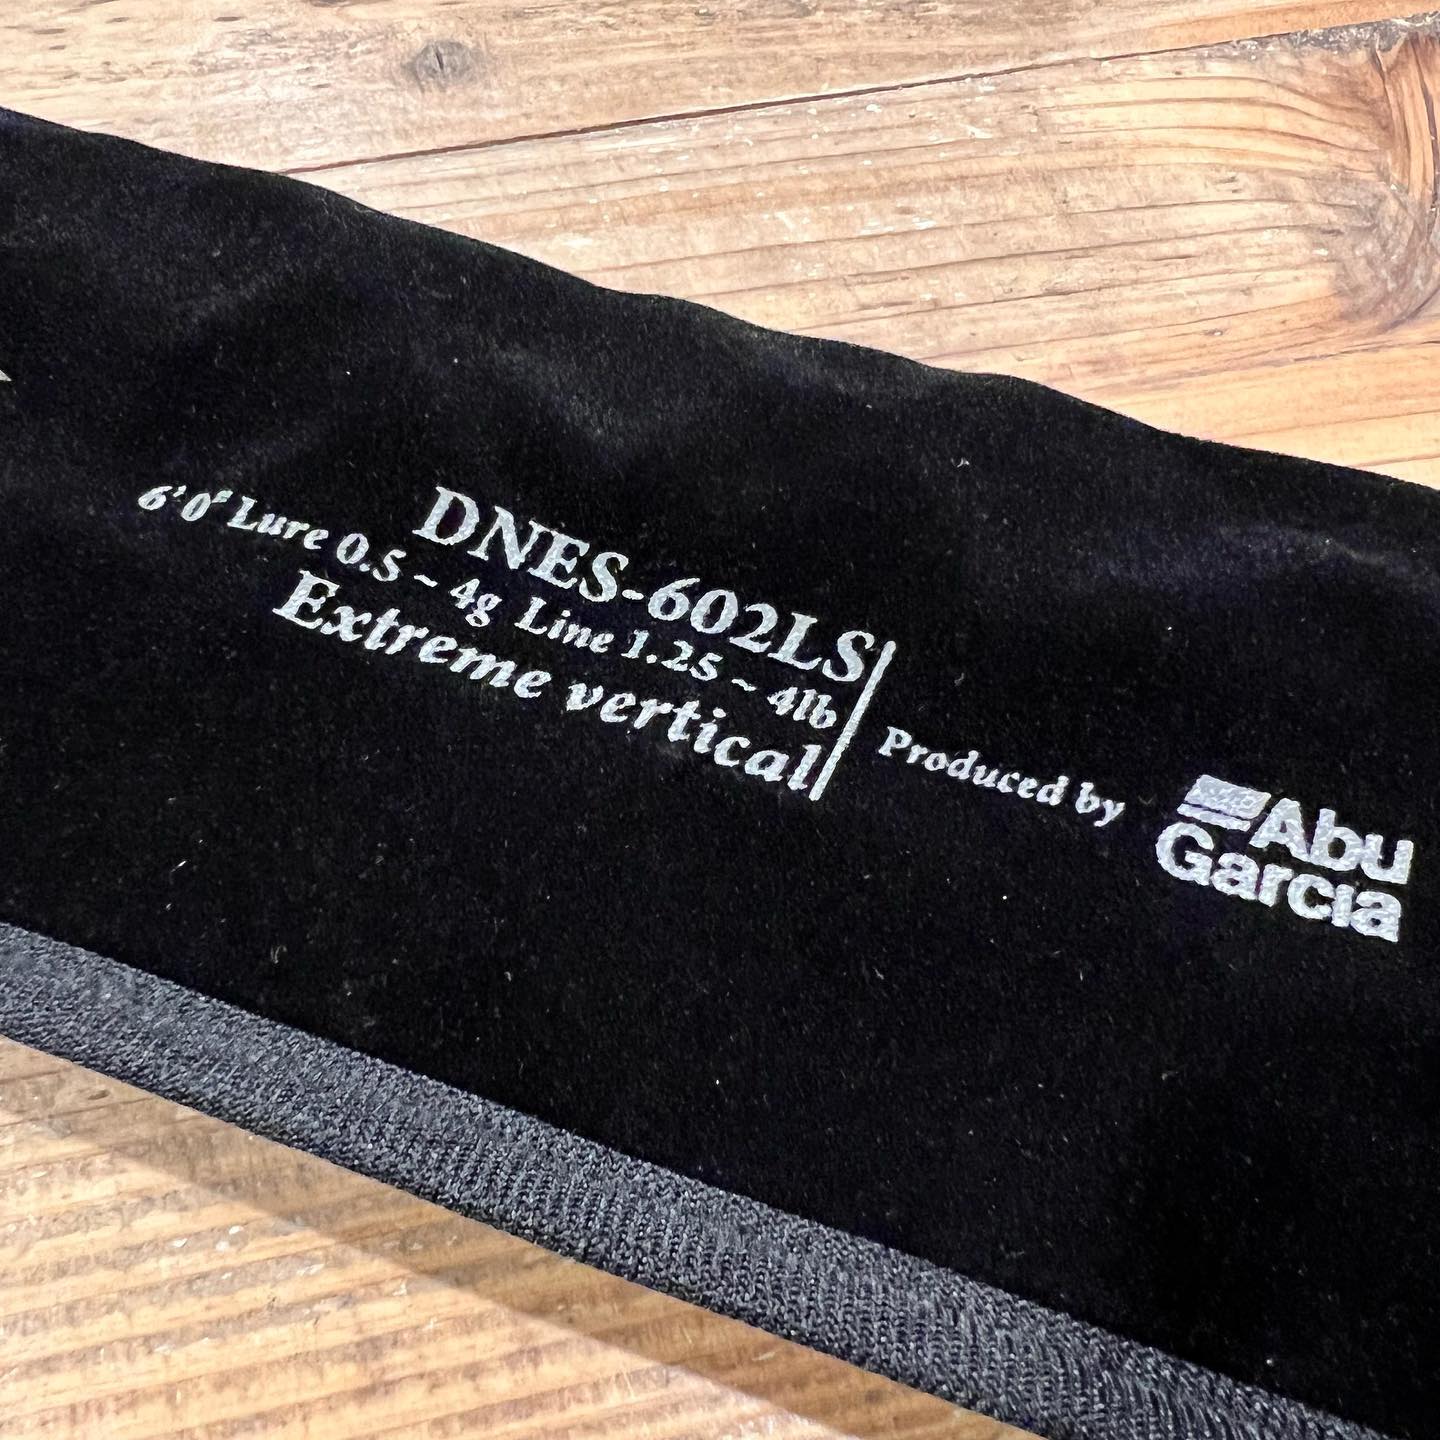 DNES-602LS
6'0" Lure 0.5 ~ 4g Line 1.25 ~ 4lb
Extreme vertical
Produced by
Abu
Garcia